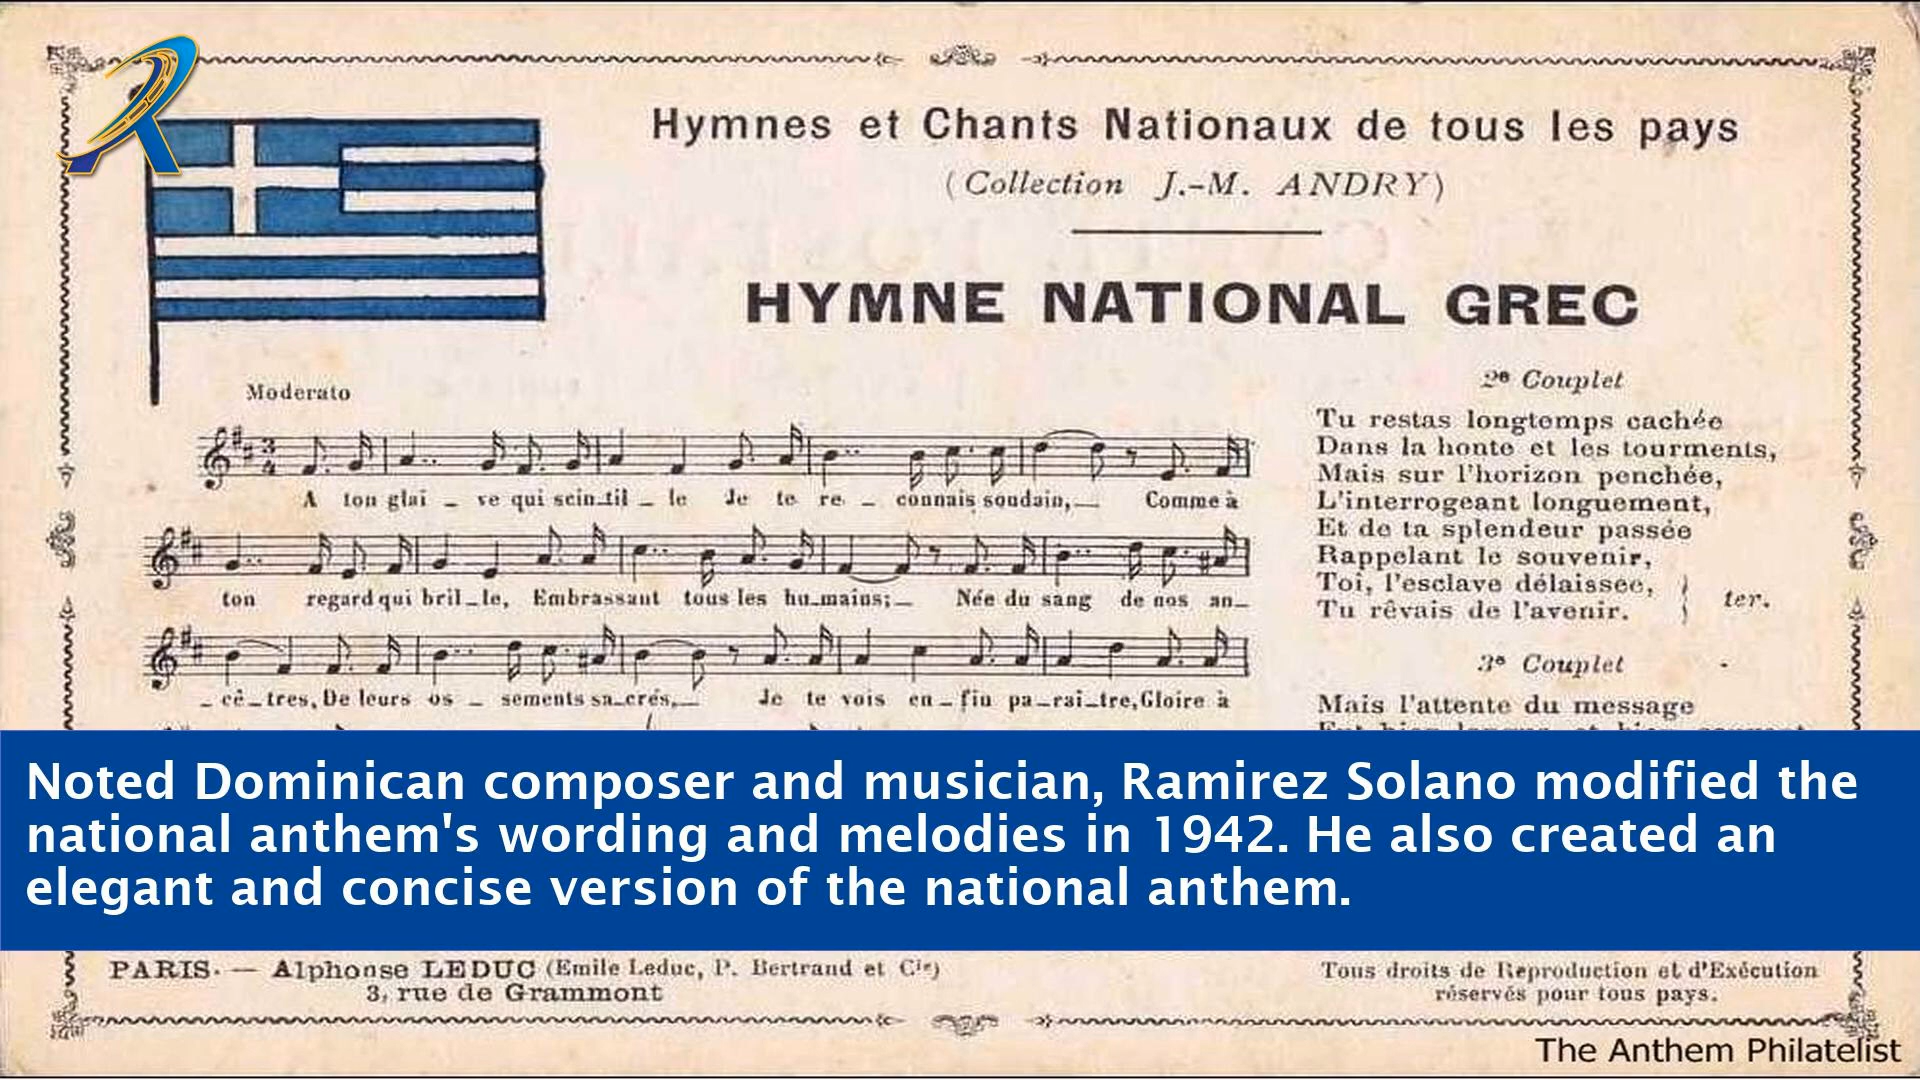 Hymnes et Chants Nationaux de tous les pays
(Collection J.-M. ANDRY)
HYMNE NATIONAL GREC
Moderato
A ton glai _ ve qui scin_til _ le Je te re _ connais soudain,_ Comme à
ton regard qui bril_le, Embrassant tous les hu_mains;_ Née du sang de nos an_
_ cê_tres, De leurs os _ sements sa_crés,_ Je te vois en_fin pa_rai_tre, Gloire à
2e Couplet
Tu restas longtemps cachée
Dans la honte et les tourments,
Mais sur l'horizon penchée,
L'interrogeant longuement,
Et de ta splendeur passée
Rappelant le souvenir,
Toi, l'esclave délaissee,
Tu rêvais de l'avenir.
ter.
3e Couplet
Mais l'attente du message
Noted Dominican composer and musician, Ramirez Solano modified the
national anthem's wording and melodies in 1942. He also created an
elegant and concise version of the national anthem.
PARIS. — Alphonse LEDUC (Emile Leduc, P. Bertrand et Cie)
3, rue de Grammont
Tous droits de Reproduction et d'Exécution
réservés pour tous pays.
The Anthem Philatelist